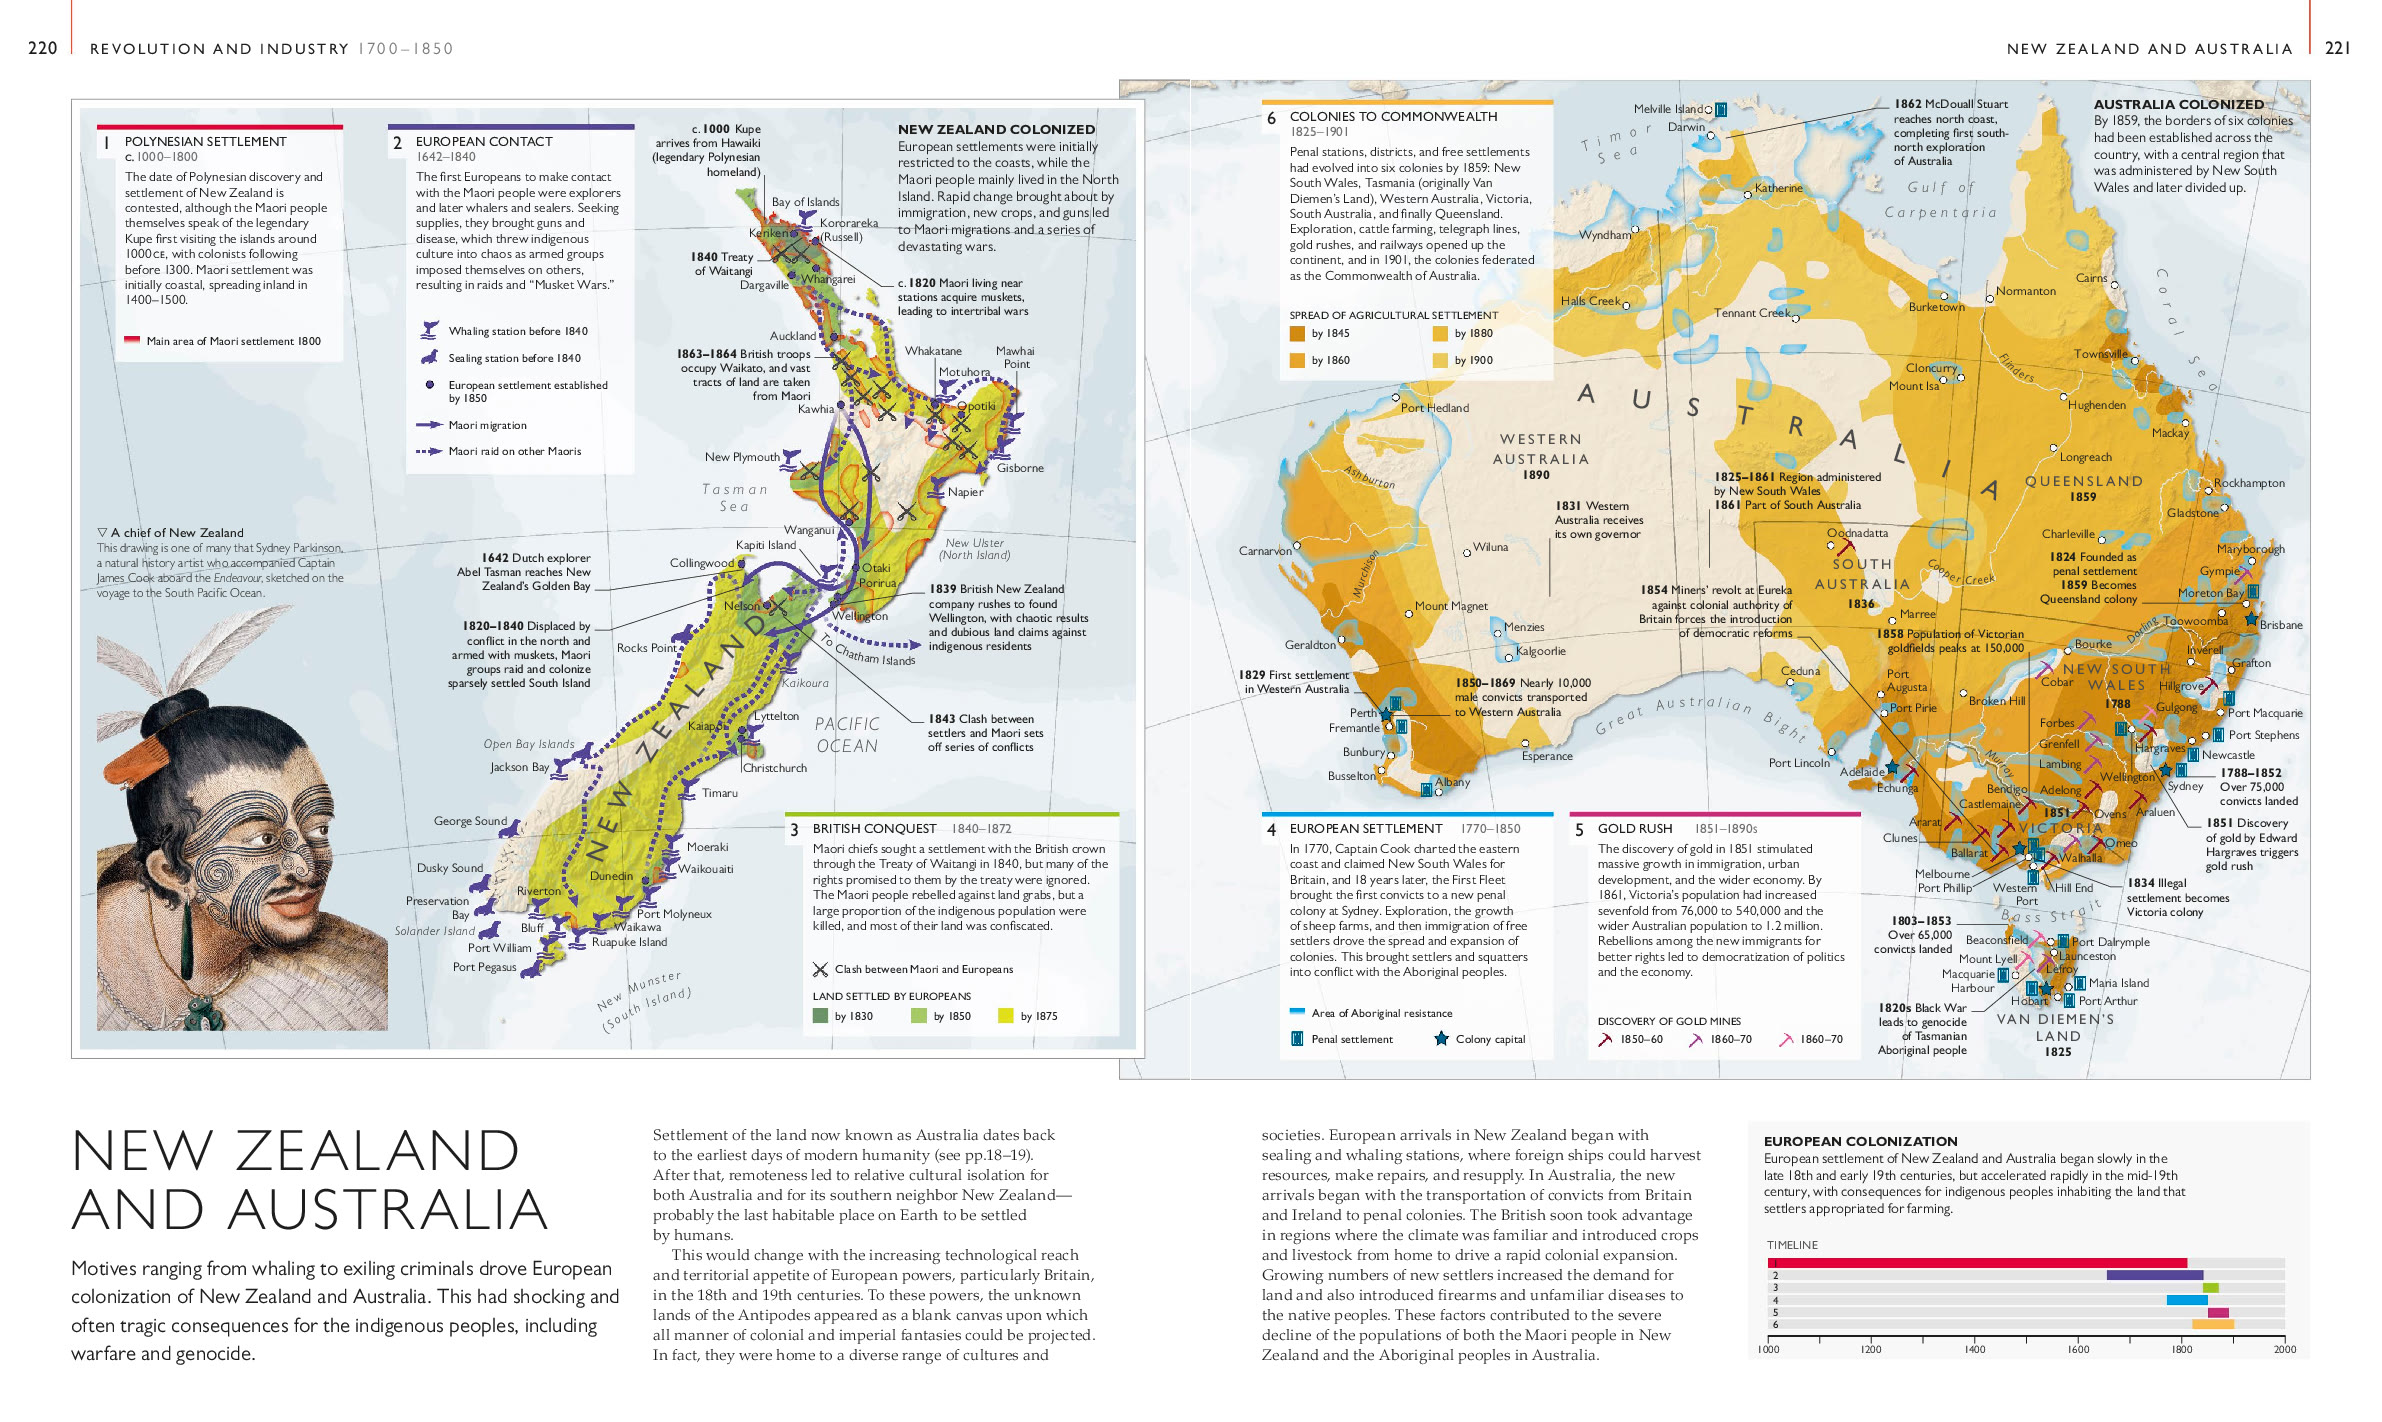 220 REVOLUTION AND INDUSTRY 1700–1850
NEW ZEALAND AND AUSTRALIA 221
1 POLYNESIAN SETTLEMENT
c.1000–1800
The date of Polynesian discovery and
settlement of New Zealand is
contested, although the Maori people
themselves speak of the legendary
Kupe first visiting the islands around
1000 CE, with colonists following
before 1300. Maori settlement was
initially coastal, spreading inland in
1400–1500.
Main area of Maori settlement 1800
2 EUROPEAN CONTACT
1642–1840
The first Europeans to make contact
with the Maori people were explorers
and later whalers and sealers. Seeking
supplies, they brought guns and
disease, which threw indigenous
culture into chaos as armed groups
imposed themselves on others,
resulting in raids and “Musket Wars.”
Whaling station before 1840
Sealing station before 1840
European settlement established
by 1850
Maori migration
Maori raid on other Maoris
c.1000 Kupe
arrives from Hawaiki
(legendary Polynesian
homeland)
NEW ZEALAND COLONIZED
European settlements were initially
restricted to the coasts, while the
Maori people mainly lived in the North
Island. Rapid change brought about by
immigration, new crops, and guns led
to Maori migrations and a series of
devastating wars.
Bay of Islands
Kororareka
(Russell)
Kerikeri
1840 Treaty
of Waitangi
Dargaville
Whangarei
c.1820 Maori living near
stations acquire muskets,
leading to intertribal wars
Auckland
1863–1864 British troops
occupy Waikato, and vast
tracts of land are taken
from Maori
Kawhia
Whakatane
Motuhora
Mawhai
Point
Opotiki
New Plymouth
Gisborne
Napier
Tasman
Sea
Wanganui
Kapiti Island
New Ulster
(North Island)
▽ A chief of New Zealand
This drawing is one of many that Sydney Parkinson,
a natural history artist who accompanied Captain
James Cook aboard the Endeavour, sketched on the
voyage to the South Pacific Ocean.
1642 Dutch explorer
Abel Tasman reaches New
Zealand’s Golden Bay
Collingwood
Otaki
Porirua
Nelson
Wellington
1839 British New Zealand
company rushes to found
Wellington, with chaotic results
and dubious land claims against
indigenous residents
1820–1840 Displaced by
conflict in the north and
armed with muskets, Maori
groups raid and colonize
sparsely settled South Island
Rocks Point
To Chatham Islands
Kaikoura
NEW ZEALAND
Kaiapoi
Lyttelton
PACIFIC
OCEAN
1843 Clash between
settlers and Maori sets
off series of conflicts
Open Bay Islands
Jackson Bay
Christchurch
Timaru
George Sound
Moeraki
Waikouaiti
Dusky Sound
Dunedin
Riverton
Preservation
Bay
Port Molyneux
Solander Island
Bluff
Waikawa
Ruapuke Island
Port William
Port Pegasus
New Munster
(South Island)
3 BRITISH CONQUEST 1840–1872
Maori chiefs sought a settlement with the British crown
through the Treaty of Waitangi in 1840, but many of the
rights promised to them by the treaty were ignored.
The Maori people rebelled against land grabs, but a
large proportion of the indigenous population were
killed, and most of their land was confiscated.
Clash between Maori and Europeans
LAND SETTLED BY EUROPEANS
by 1830 by 1850 by 1875
6 COLONIES TO COMMONWEALTH
1825–1901
Penal stations, districts, and free settlements
had evolved into six colonies by 1859: New
South Wales, Tasmania (originally Van
Diemen’s Land), Western Australia, Victoria,
South Australia, and finally Queensland.
Exploration, cattle farming, telegraph lines,
gold rushes, and railways opened up the
continent, and in 1901, the colonies federated
as the Commonwealth of Australia.
SPREAD OF AGRICULTURAL SETTLEMENT
by 1845 by 1880
by 1860 by 1900
Melville Island
Darwin
Timor
Sea
1862 McDouall Stuart
reaches north coast,
completing first south-
north exploration
of Australia
AUSTRALIA COLONIZED
By 1859, the borders of six colonies
had been established across the
country, with a central region that
was administered by New South
Wales and later divided up.
Katherine
Gulf of
Carpentaria
Wyndham
Halls Creek
Tennant Creek
Burketown
Normanton
Cairns
Coral Sea
Townsville
Cloncurry
Mount Isa
Flinders
Hughenden
Port Hedland
Mackay
AUSTRALIA
WESTERN
AUSTRALIA
1890
Ashburton
Longreach
QUEENSLAND
1859
1825–1861 Region administered
by New South Wales
1861 Part of South Australia
Rockhampton
Gladstone
1831 Western
Australia receives
its own governor
Oodnadatta
Charleville
Carnarvon
Wiluna
Murchison
SOUTH
AUSTRALIA
1836
Cooper Creek
1824 Founded as
penal settlement
1859 Becomes
Queensland colony
Maryborough
Gympie
Moreton Bay
Mount Magnet
1854 Miners’ revolt at Eureka
against colonial authority of
Britain forces the introduction
of democratic reforms
Marree
Toowoomba
Brisbane
Menzies
Kalgoorlie
Geraldton
1858 Population of Victorian
goldfields peaks at 150,000
Bourke
Darling
Inverell
Grafton
1829 First settlement
in Western Australia
1850–1869 Nearly 10,000
male convicts transported
to Western Australia
Ceduna
Port
Augusta
Port Pirie
Broken Hill
Cobar
NEW SOUTH
WALES
1788
Hillgrove
Gulgong
Port Macquarie
Perth
Fremantle
Bunbury
Busselton
Albany
Esperance
Great Australian Bight
Port Lincoln
Adelaide
Echunga
Murray
Forbes
Grenfell
Lambing
Hargraves
Port Stephens
Newcastle
Wellington
Sydney
1788–1852
Over 75,000
convicts landed
Bendigo
Castlemaine
Adelong
Araluen
1851
VICTORIA
Ovens
Omeo
1851 Discovery
of gold by Edward
Hargraves triggers
gold rush
Ararat
Clunes
Ballarat
Walhalla
Melbourne
Port Phillip
Western
Port
Hill End
1834 Illegal
settlement becomes
Victoria colony
Bass Strait
1803–1853
Over 65,000
convicts landed
Beaconsfield
Port Dalrymple
Mount Lyell
Launceston
Lefroy
Macquarie
Harbour
Maria Island
Hobart
Port Arthur
1820s Black War
leads to genocide
of Tasmanian
Aboriginal people
VAN DIEMEN’S
LAND
1825
4 EUROPEAN SETTLEMENT 1770–1850
In 1770, Captain Cook charted the eastern
coast and claimed New South Wales for
Britain, and 18 years later, the First Fleet
brought the first convicts to a new penal
colony at Sydney. Exploration, the growth
of sheep farms, and then immigration of free
settlers drove the spread and expansion of
colonies. This brought settlers and squatters
into conflict with the Aboriginal peoples.
Area of Aboriginal resistance
Penal settlement Colony capital
5 GOLD RUSH 1851–1890s
The discovery of gold in 1851 stimulated
massive growth in immigration, urban
development, and the wider economy. By
1861, Victoria’s population had increased
sevenfold from 76,000 to 540,000 and the
wider Australian population to 1.2 million.
Rebellions among the new immigrants for
better rights led to democratization of politics
and the economy.
DISCOVERY OF GOLD MINES
1850–60 1860–70 1860–70
NEW ZEALAND
AND AUSTRALIA
Motives ranging from whaling to exiling criminals drove European
colonization of New Zealand and Australia. This had shocking and
often tragic consequences for the indigenous peoples, including
warfare and genocide.
Settlement of the land now known as Australia dates back
to the earliest days of modern humanity (see pp.18–19).
After that, remoteness led to relative cultural isolation for
both Australia and for its southern neighbor New Zealand—
probably the last habitable place on Earth to be settled
by humans.
This would change with the increasing technological reach
and territorial appetite of European powers, particularly Britain,
in the 18th and 19th centuries. To these powers, the unknown
lands of the Antipodes appeared as a blank canvas upon which
all manner of colonial and imperial fantasies could be projected.
In fact, they were home to a diverse range of cultures and
societies. European arrivals in New Zealand began with
sealing and whaling stations, where foreign ships could harvest
resources, make repairs, and resupply. In Australia, the new
arrivals began with the transportation of convicts from Britain
and Ireland to penal colonies. The British soon took advantage
in regions where the climate was familiar and introduced crops
and livestock from home to drive a rapid colonial expansion.
Growing numbers of new settlers increased the demand for
land and also introduced firearms and unfamiliar diseases to
the native peoples. These factors contributed to the severe
decline of the populations of both the Maori people in New
Zealand and the Aboriginal peoples in Australia.
EUROPEAN COLONIZATION
European settlement of New Zealand and Australia began slowly in the
late 18th and early 19th centuries, but accelerated rapidly in the mid-19th
century, with consequences for indigenous peoples inhabiting the land that
settlers appropriated for farming.
TIMELINE
1
2
3
4
5
6
1000 1200 1400 1600 1800 2000